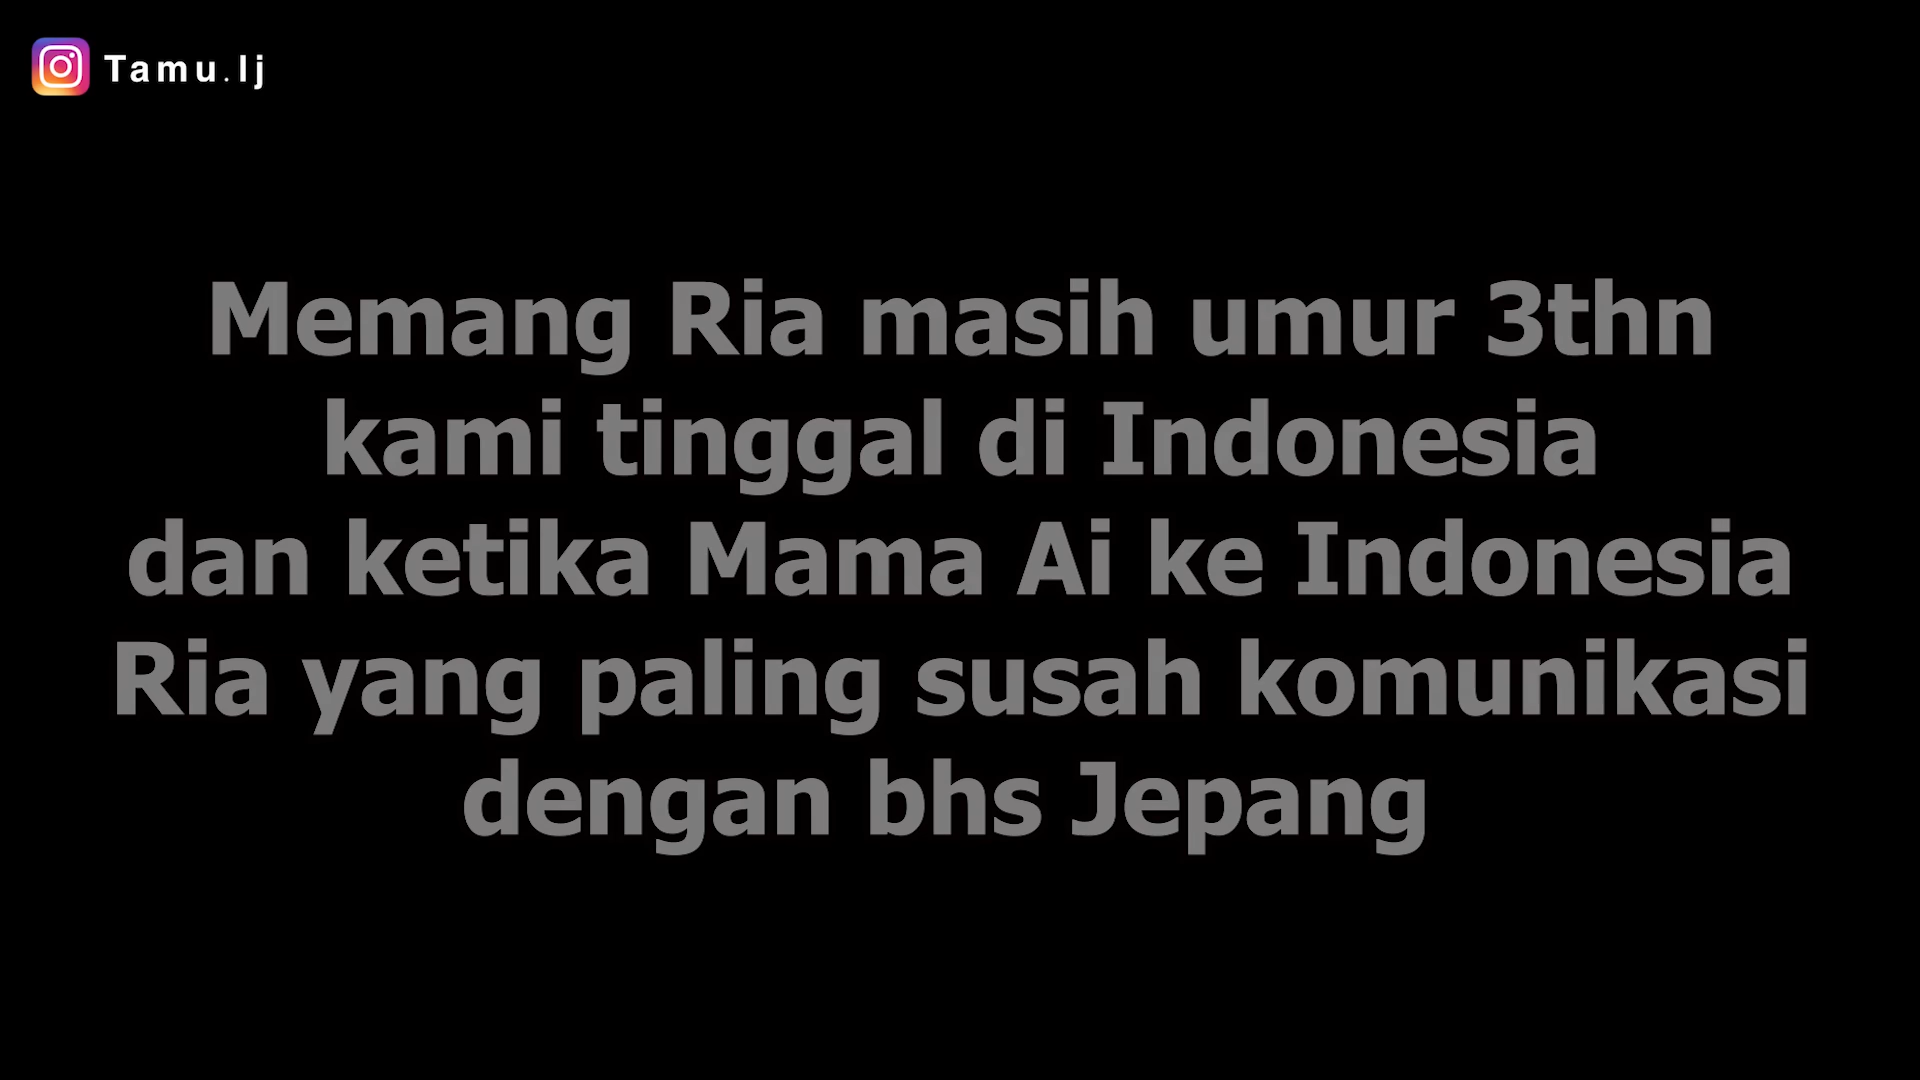 Tamu.lj
Memang Ria masih umur 3thn
kami tinggal di Indonesia
dan ketika Mama Ai ke Indonesia
Ria yang paling susah komunikasi
dengan bhs Jepang